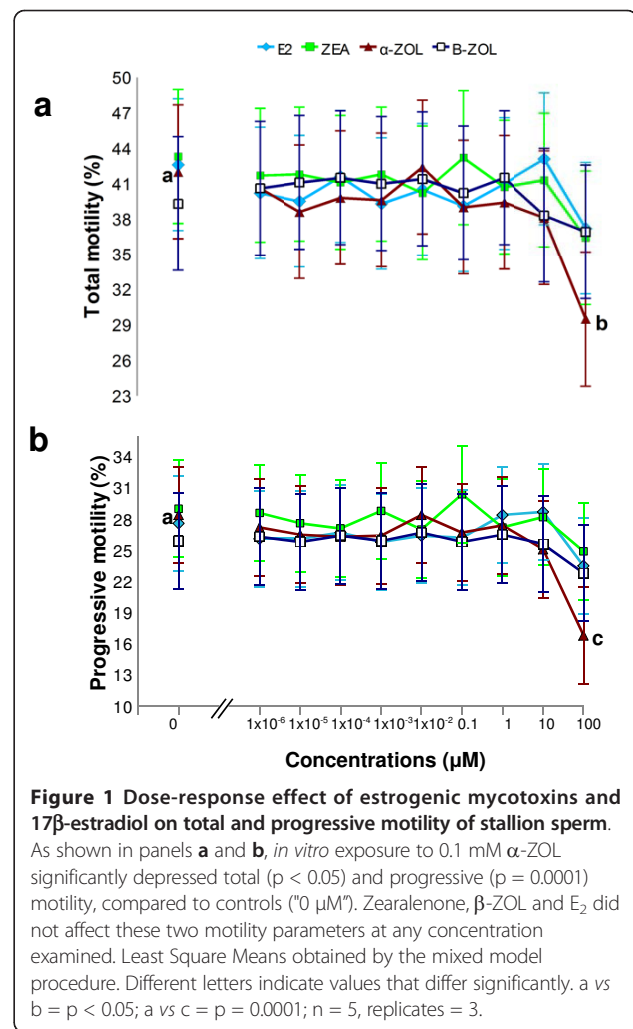 E2 ZEA α-ZOL B-ZOL
a
Total motility (%)
50
47
44
41
38
35
32
29
26
23
a
b
b
Progressive motility (%)
34
31
28
25
22
19
16
13
10
a
c
0 1x10⁻⁶ 1x10⁻⁵ 1x10⁻⁴ 1x10⁻³ 1x10⁻² 0.1 1 10 100
Concentrations (µM)
Figure 1 Dose-response effect of estrogenic mycotoxins and
17β-estradiol on total and progressive motility of stallion sperm.
As shown in panels a and b, in vitro exposure to 0.1 mM α-ZOL
significantly depressed total (p < 0.05) and progressive (p = 0.0001)
motility, compared to controls ("0 µM"). Zearalenone, β-ZOL and E₂ did
not affect these two motility parameters at any concentration
examined. Least Square Means obtained by the mixed model
procedure. Different letters indicate values that differ significantly. a vs
b = p < 0.05; a vs c = p = 0.0001; n = 5, replicates = 3.